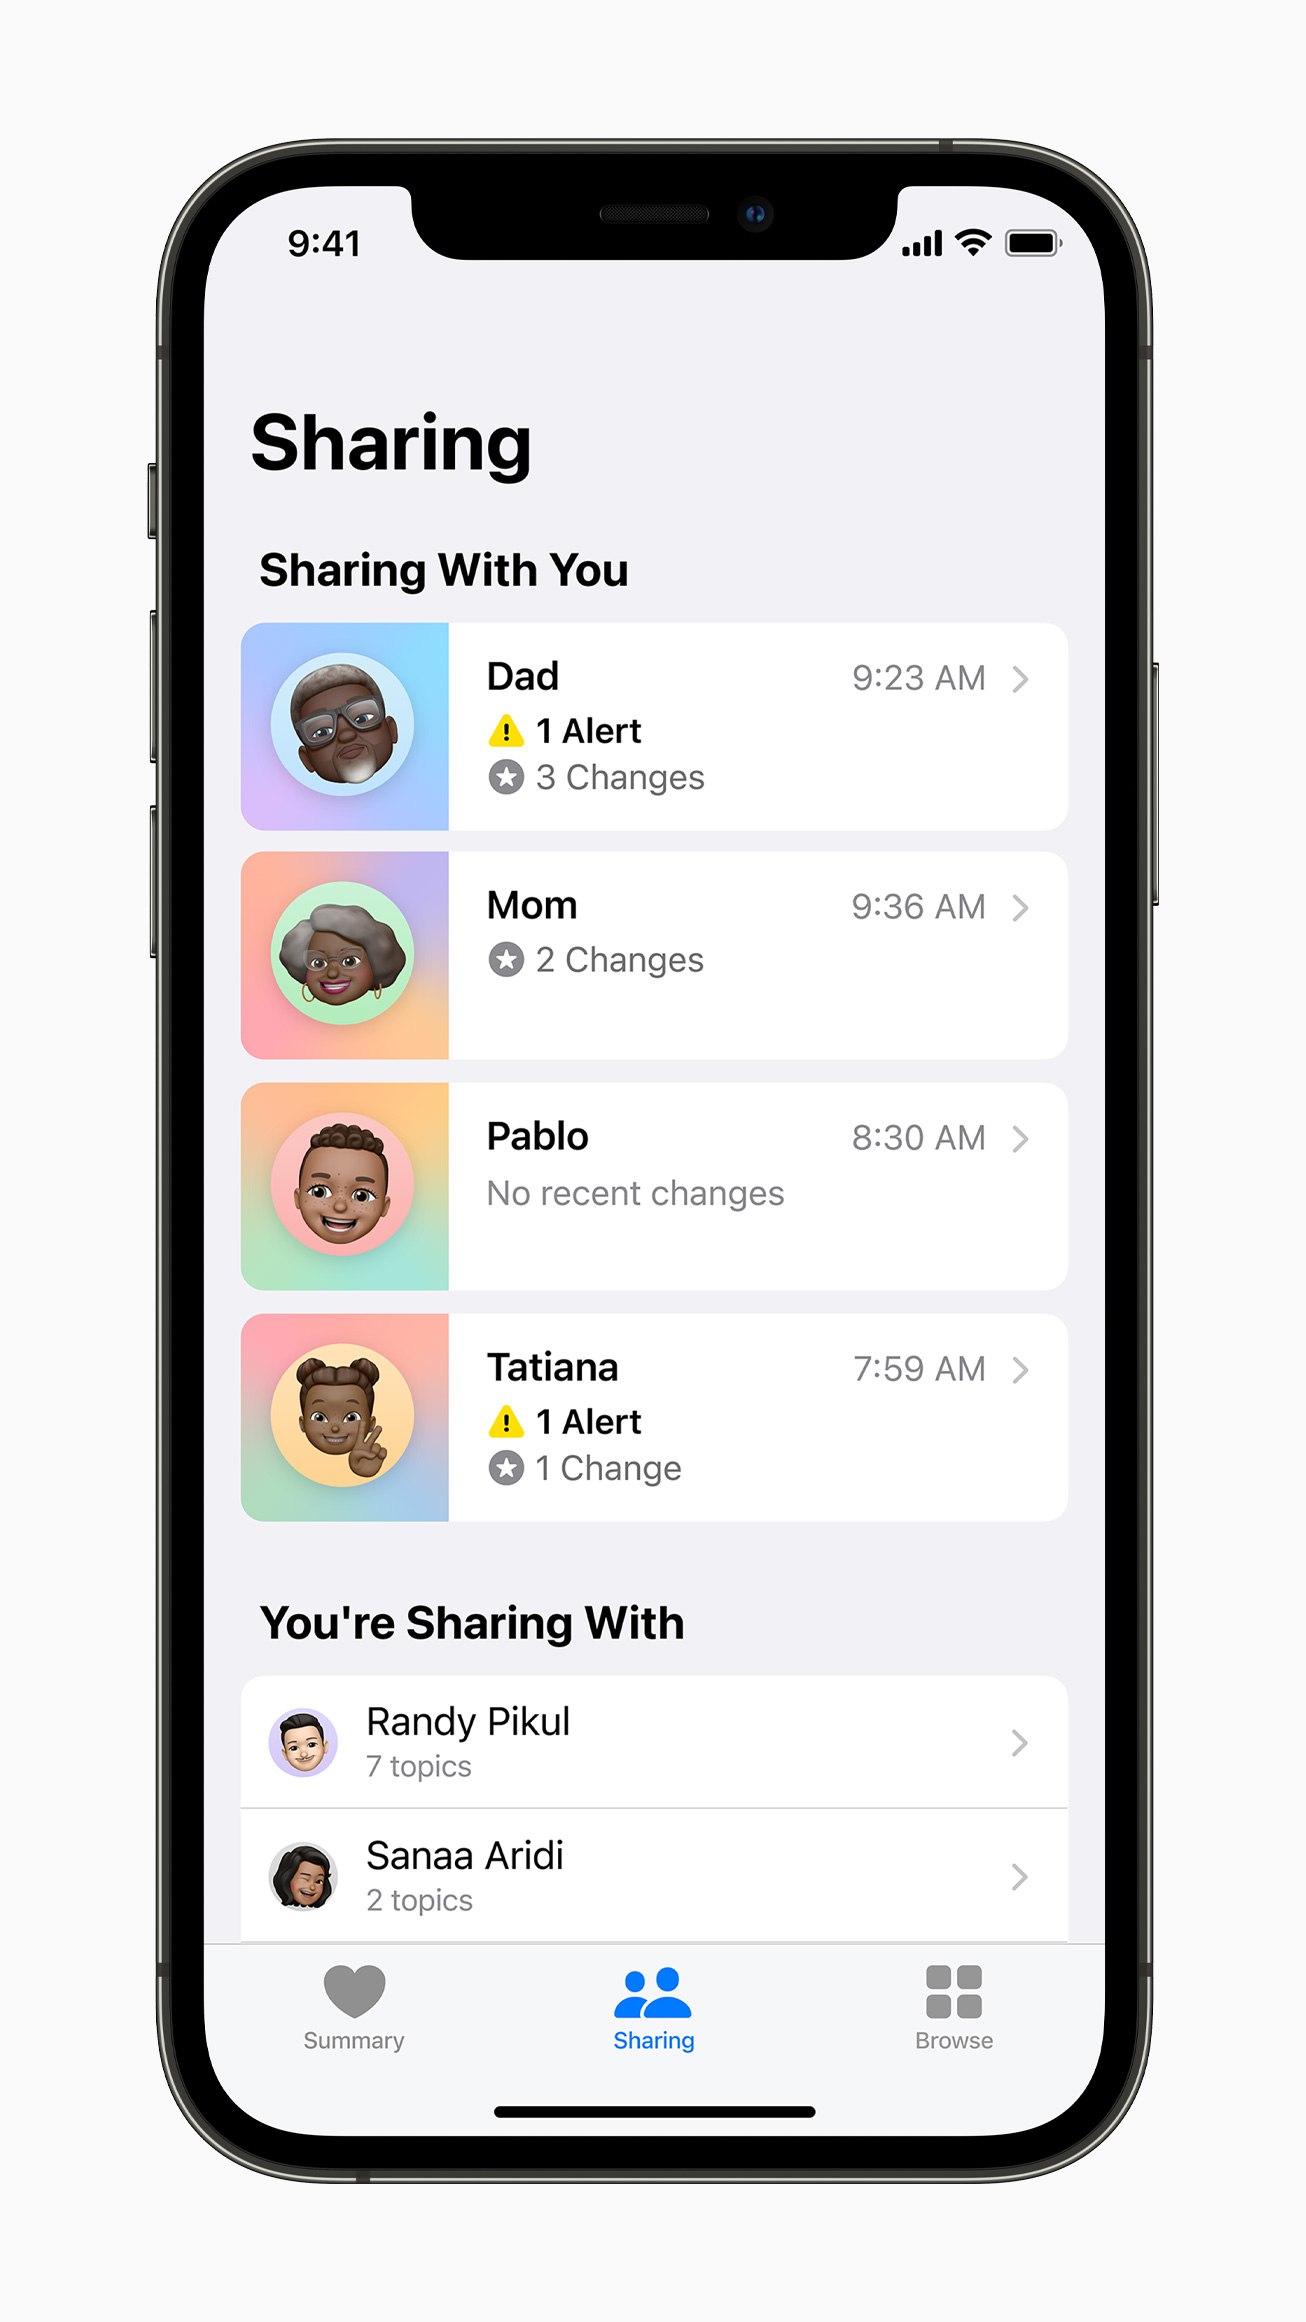 9:41
Sharing
Sharing With You
Dad
9:23 AM
1 Alert
3 Changes
Mom
9:36 AM
2 Changes
Pablo
8:30 AM
No recent changes
Tatiana
7:59 AM
1 Alert
1 Change
You're Sharing With
Randy Pikul
7 topics
Sanaa Aridi
2 topics
Summary
Sharing
Browse